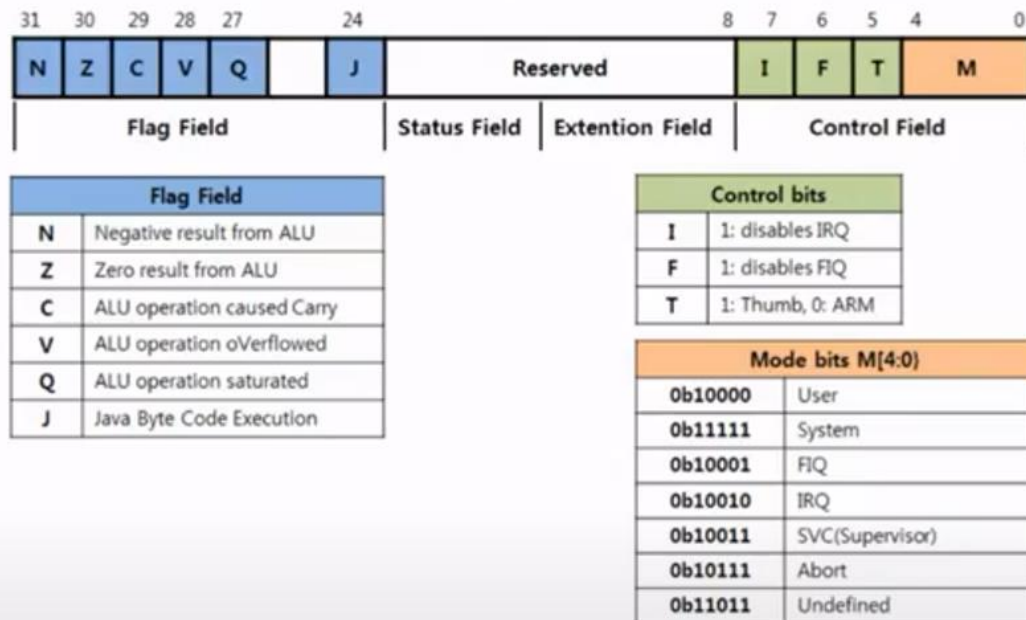 31 30 29 28 27 24 8 7 6 5 4 0
N Z C V Q J Reserved I F T M
Flag Field Status Field Extention Field Control Field
Flag Field
N Negative result from ALU
Z Zero result from ALU
C ALU operation caused Carry
V ALU operation oVerflowed
Q ALU operation saturated
J Java Byte Code Execution
Control bits
I 1: disables IRQ
F 1: disables FIQ
T 1: Thumb, 0: ARM
Mode bits M[4:0}
0b10000 User
0b11111 System
0b10001 FIQ
0b10010 IRQ
0b10011 SVC(Supervisor)
0b10111 Abort
0b11011 Undefined